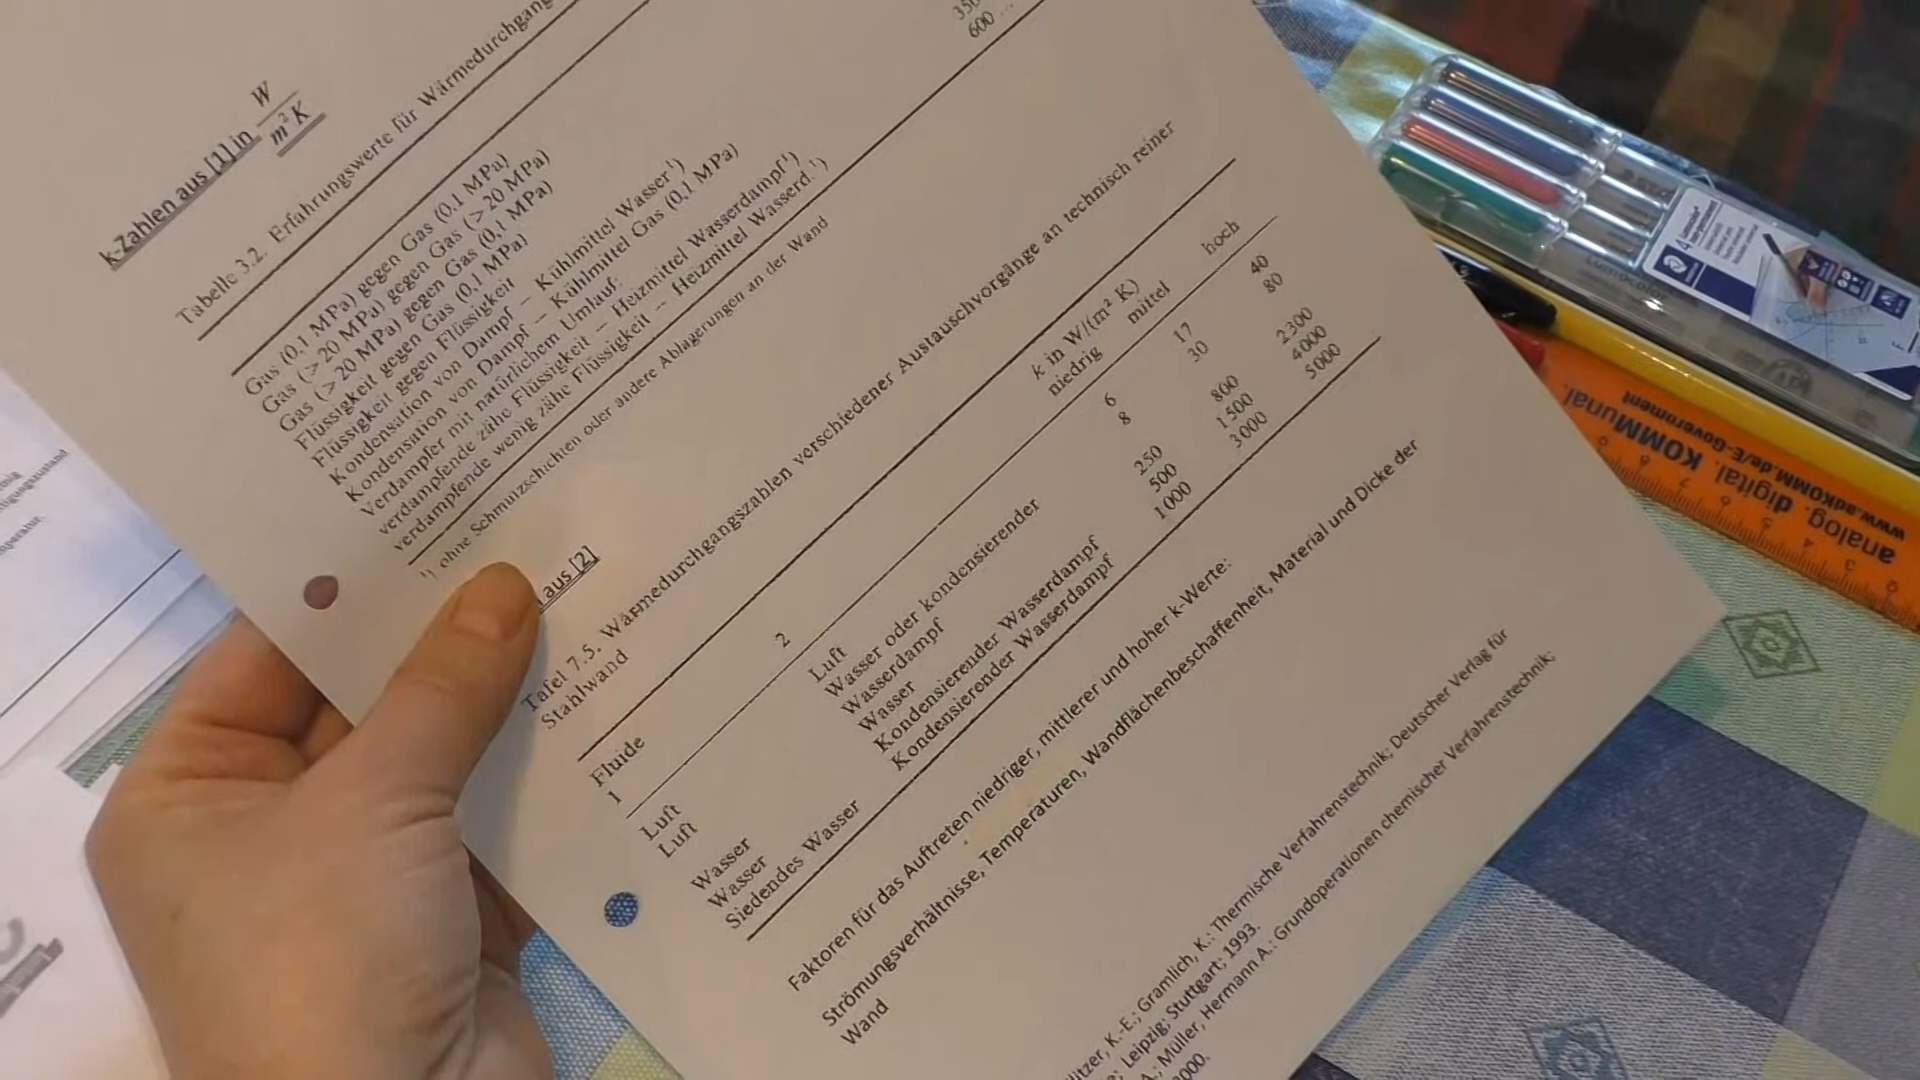 k-Zahlen aus [1] in W/m² K
Tabelle 3.2. Erfahrungswerte für Wärmedurchgang
350
600 ...
Gas (0,1 MPa) gegen Gas (0,1 MPa)
Gas (> 20 MPa) gegen Gas (> 20 MPa)
Gas (> 20 MPa) gegen Gas (0,1 MPa)
Flüssigkeit gegen Gas (0,1 MPa)
Flüssigkeit gegen Flüssigkeit
Kondensation von Dampf – Kühlmittel Wasser¹)
Kondensation von Dampf – Kühlmittel Gas (0,1 MPa)
Verdampfer mit natürlichem Umlauf:
verdampfende zähe Flüssigkeit – Heizmittel Wasserdampf¹)
verdampfende wenig zähe Flüssigkeit – Heizmittel Wasserd.¹)
¹) ohne Schmutzschichten oder andere Ablagerungen an der Wand
aus [2]
Tafel 7.5. Wärmedurchgangszahlen verschiedener Austauschvorgänge an technisch reiner
Stahlwand
Fluide k in W/(m² K)
1 2 niedrig mittel hoch
Luft Luft 6 17 40
Luft Wasser oder kondensierender 8 30 80
Wasserdampf
Wasser Wasser 250 800 2300
Wasser Kondensierender Wasserdampf 500 1500 4000
Siedendes Wasser Kondesierender Wasserdampf 1000 3000 5000
Faktoren für das Auftreten niedriger, mittlerer und hoher k-Werte:
Strömungsverhältnisse, Temperaturen, Wandflächenbeschaffenheit, Material und Dicke der
Wand
litzer, K.-E.; Gramlich, K.: Thermische Verfahrenstechnik; Deutscher Verlag für
; Leipzig; Stuttgart; 1993.
A.; Müller, Hermann A.: Grundoperationen chemischer Verfahrenstechnik;
2000.
analog. digital. KOMMunal.
www.adKOMM.de/E-Government